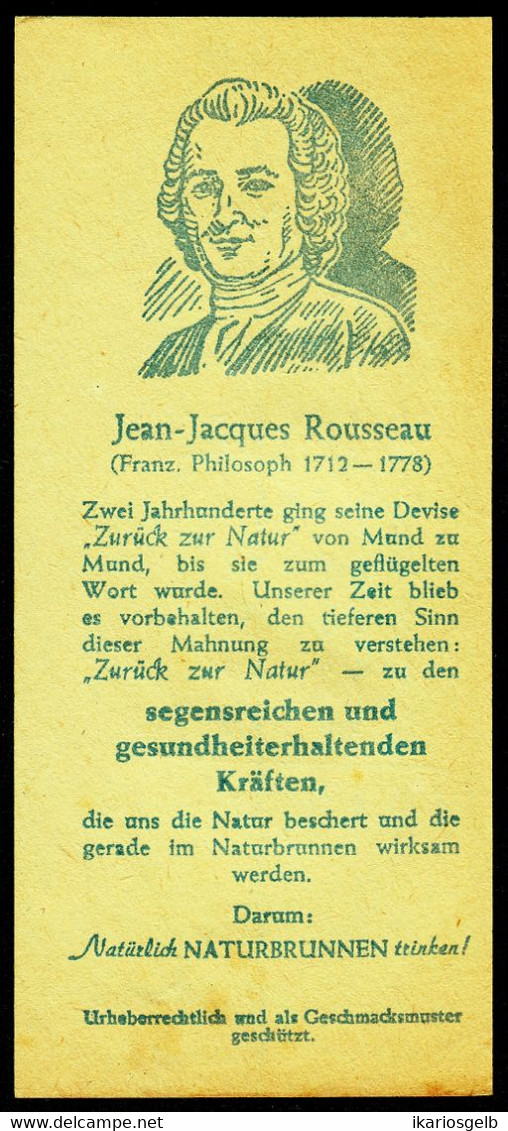 Jean-Jacques Rousseau
(Franz. Philosoph 1712 — 1778)
Zwei Jahrhunderte ging seine Devise
„Zurück zur Natur" von Mund zu
Mund, bis sie zum geflügelten
Wort wurde. Unserer Zeit blieb
es vorbehalten, den tieferen Sinn
dieser Mahnung zu verstehen:
„Zurück zur Natur" — zu den
segensreichen und
gesundheiterhaltenden
Kräften,
die uns die Natur beschert und die
gerade im Naturbrunnen wirksam
werden.
Darum:
Natürlich NATURBRUNNEN trinken!
Urheberrechtlich und als Geschmacksmuster
geschützt.
www.delcampe.net
ikariosgelb